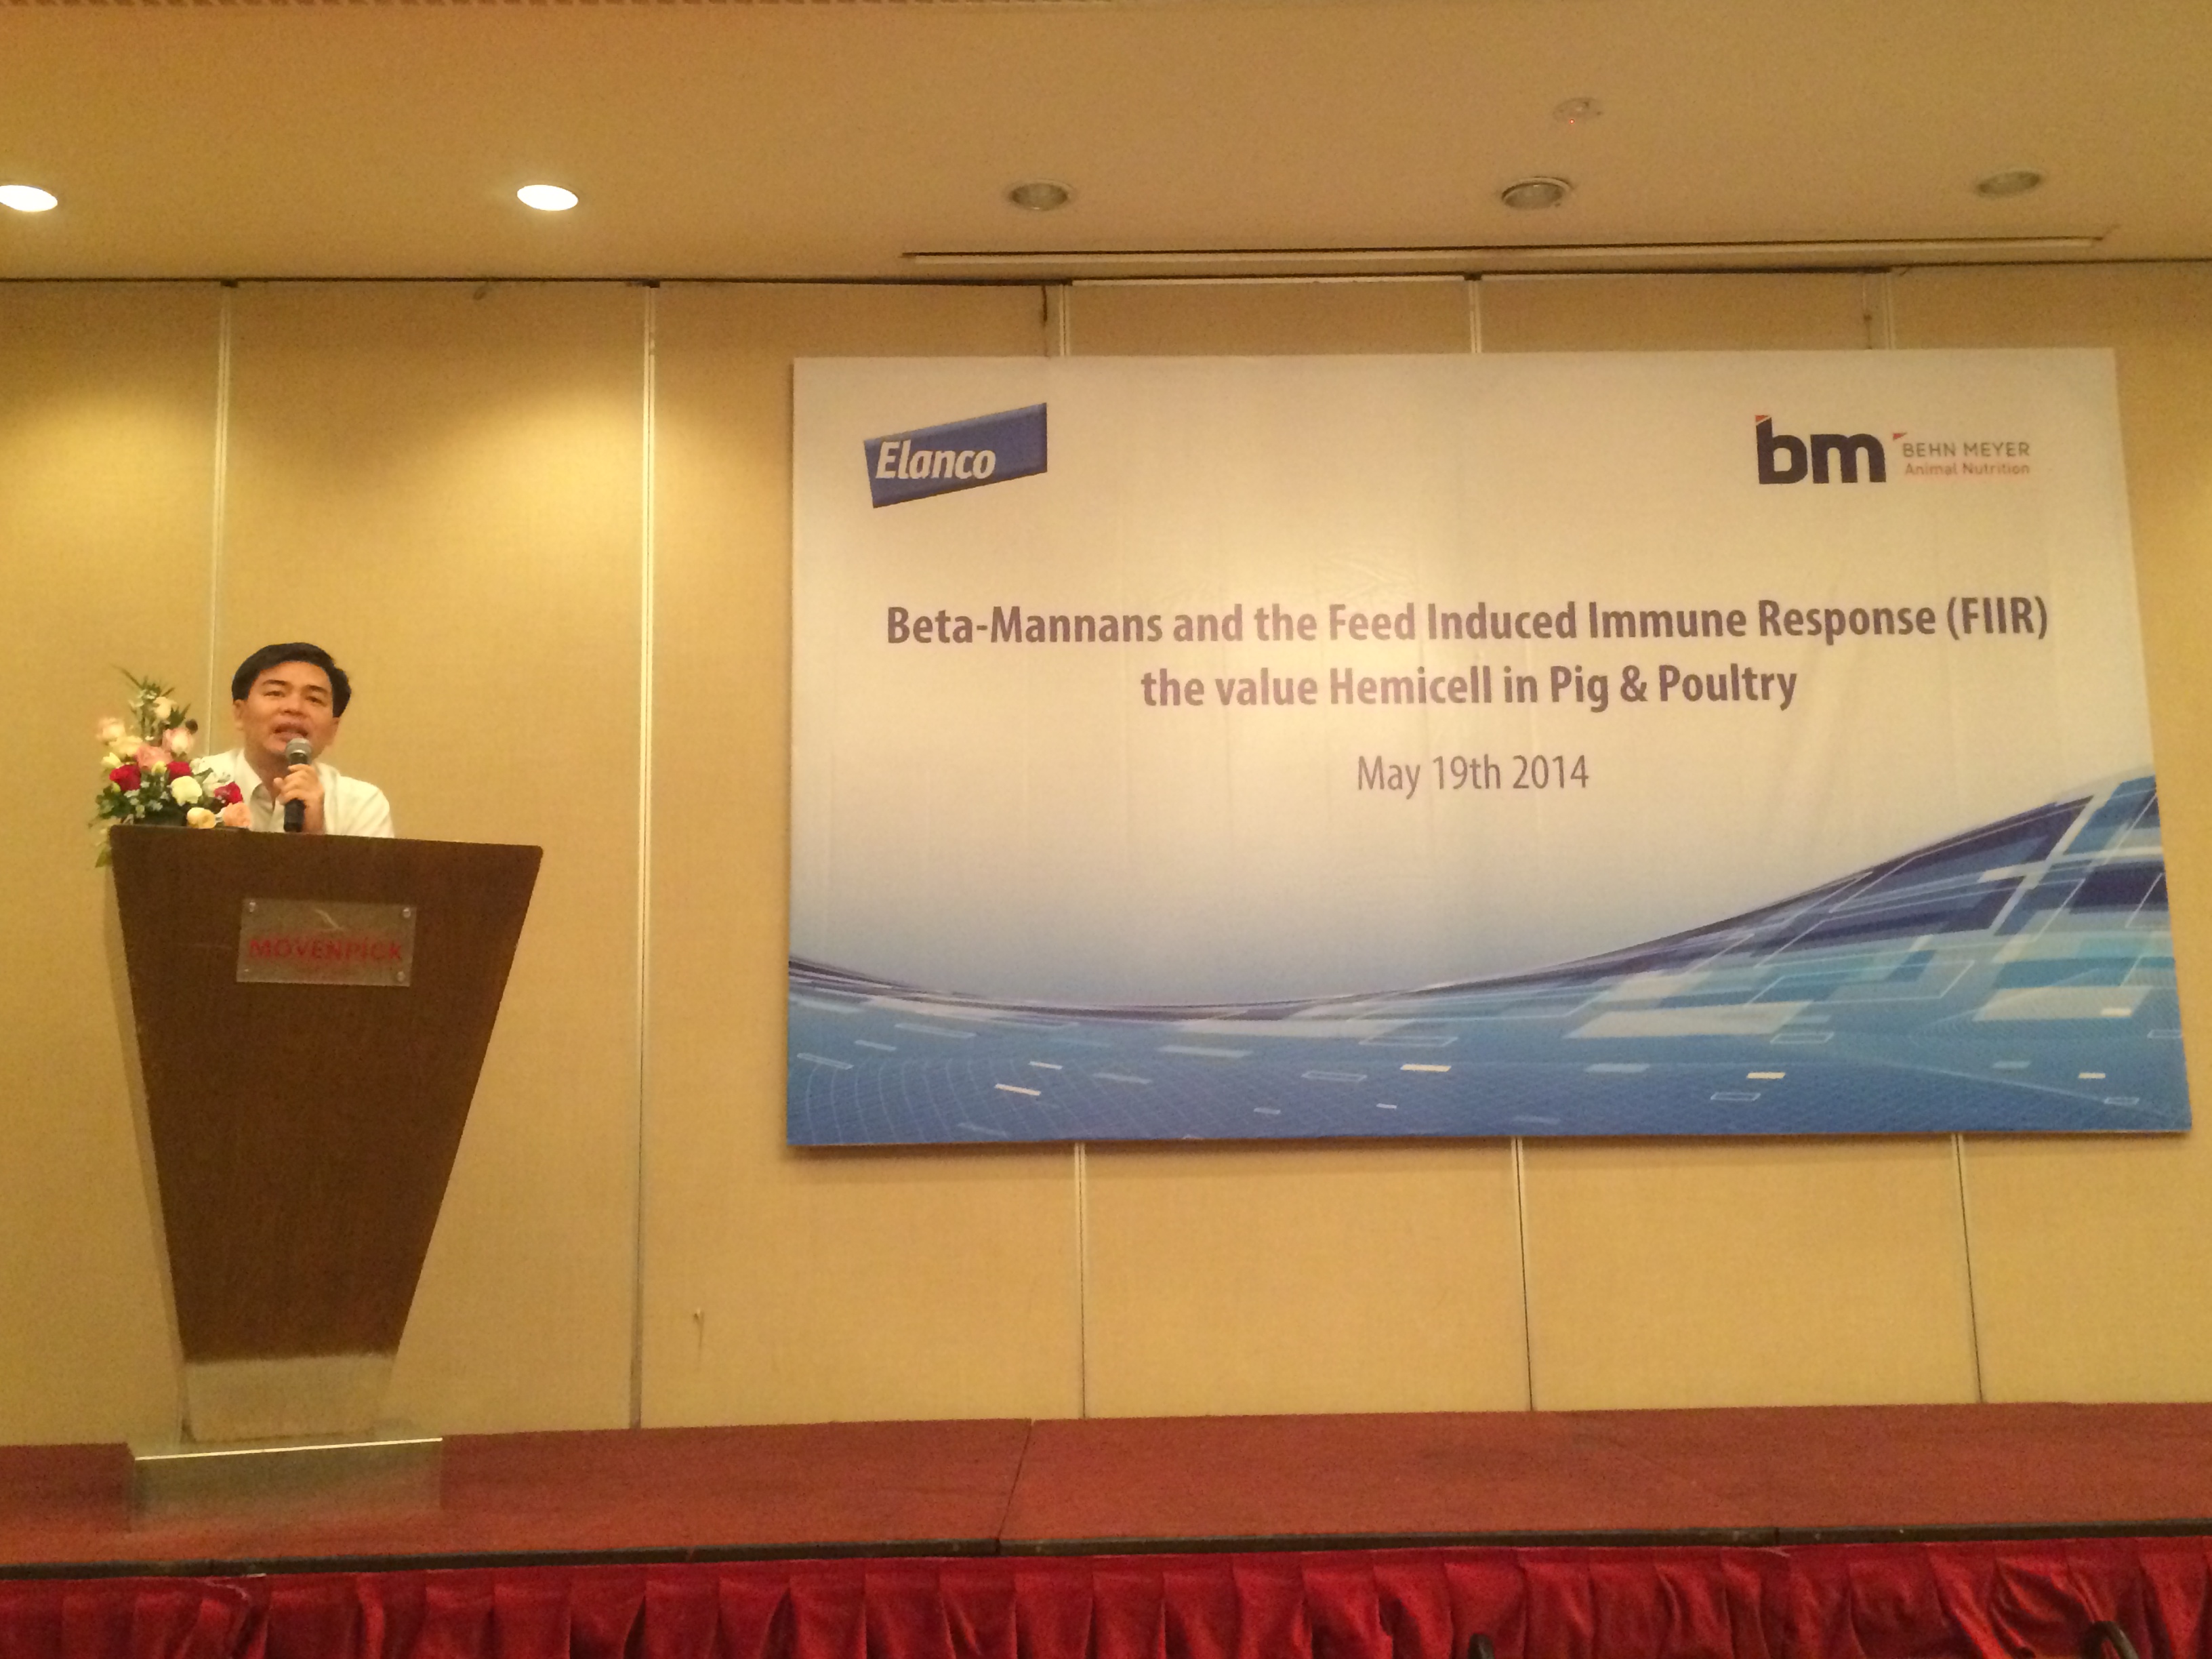 Elanco
bm BEHN MEYER
Animal Nutrition
Beta-Mannans and the Feed Induced Immune Response (FIIR)
the value Hemicell in Pig & Poultry
May 19th 2014
MÖVENPICK